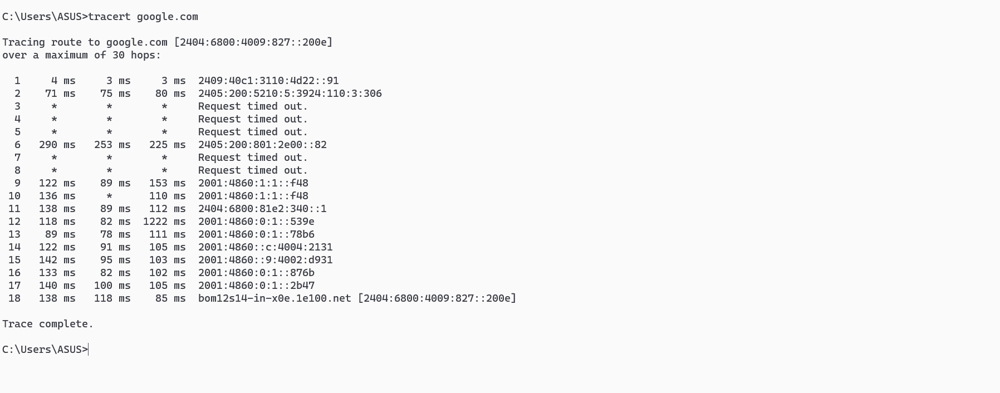 C:\Users\ASUS>tracert google.com
Tracing route to google.com [2404:6800:4009:827::200e]
over a maximum of 30 hops:
1 4 ms 3 ms 3 ms 2409:40c1:3110:4d22::91
2 71 ms 75 ms 80 ms 2405:200:5210:5:3924:110:3:306
3 * * * Request timed out.
4 * * * Request timed out.
5 * * * Request timed out.
6 290 ms 253 ms 225 ms 2405:200:801:2e00::82
7 * * * Request timed out.
8 * * * Request timed out.
9 122 ms 89 ms 153 ms 2001:4860:1:1::f48
10 136 ms * 110 ms 2001:4860:1:1::f48
11 138 ms 89 ms 112 ms 2404:6800:81e2:340::1
12 118 ms 82 ms 1222 ms 2001:4860:0:1::539e
13 89 ms 78 ms 111 ms 2001:4860:0:1::78b6
14 122 ms 91 ms 105 ms 2001:4860::c:4004:2131
15 142 ms 95 ms 103 ms 2001:4860::9:4002:d931
16 133 ms 82 ms 102 ms 2001:4860:0:1::876b
17 140 ms 100 ms 105 ms 2001:4860:0:1::2b47
18 138 ms 118 ms 85 ms bom12s14-in-x0e.1e100.net [2404:6800:4009:827::200e]
Trace complete.
C:\Users\ASUS>